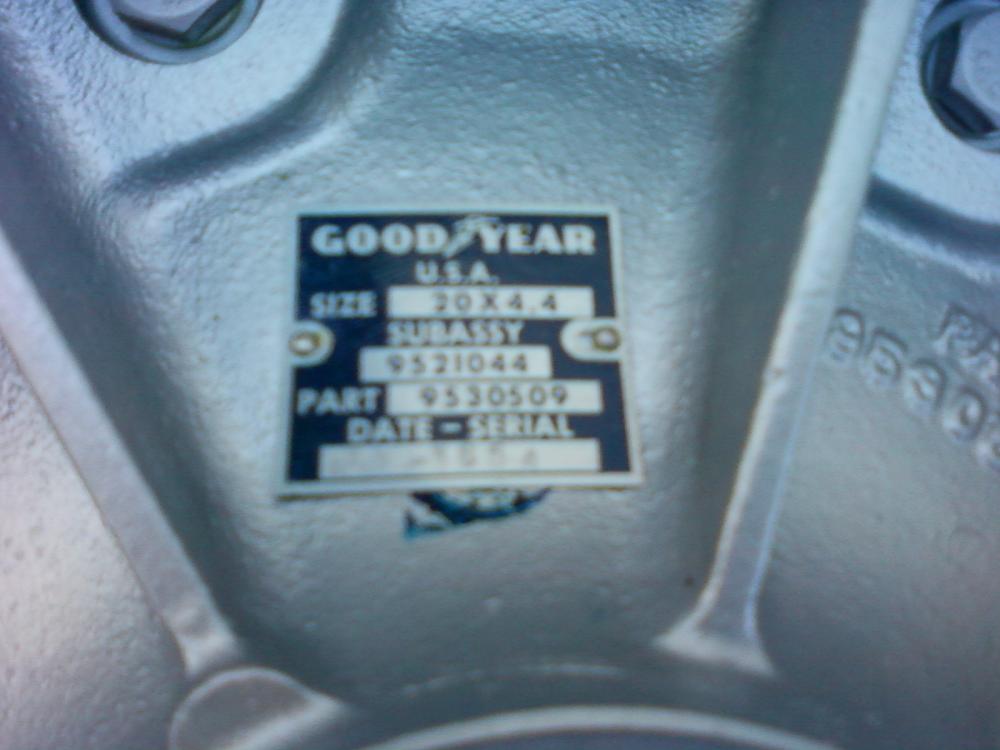 GOODYEAR
U.S.A.
SIZE 20X4.4
SUBASSY
9521044
PART 9530509
DATE - SERIAL